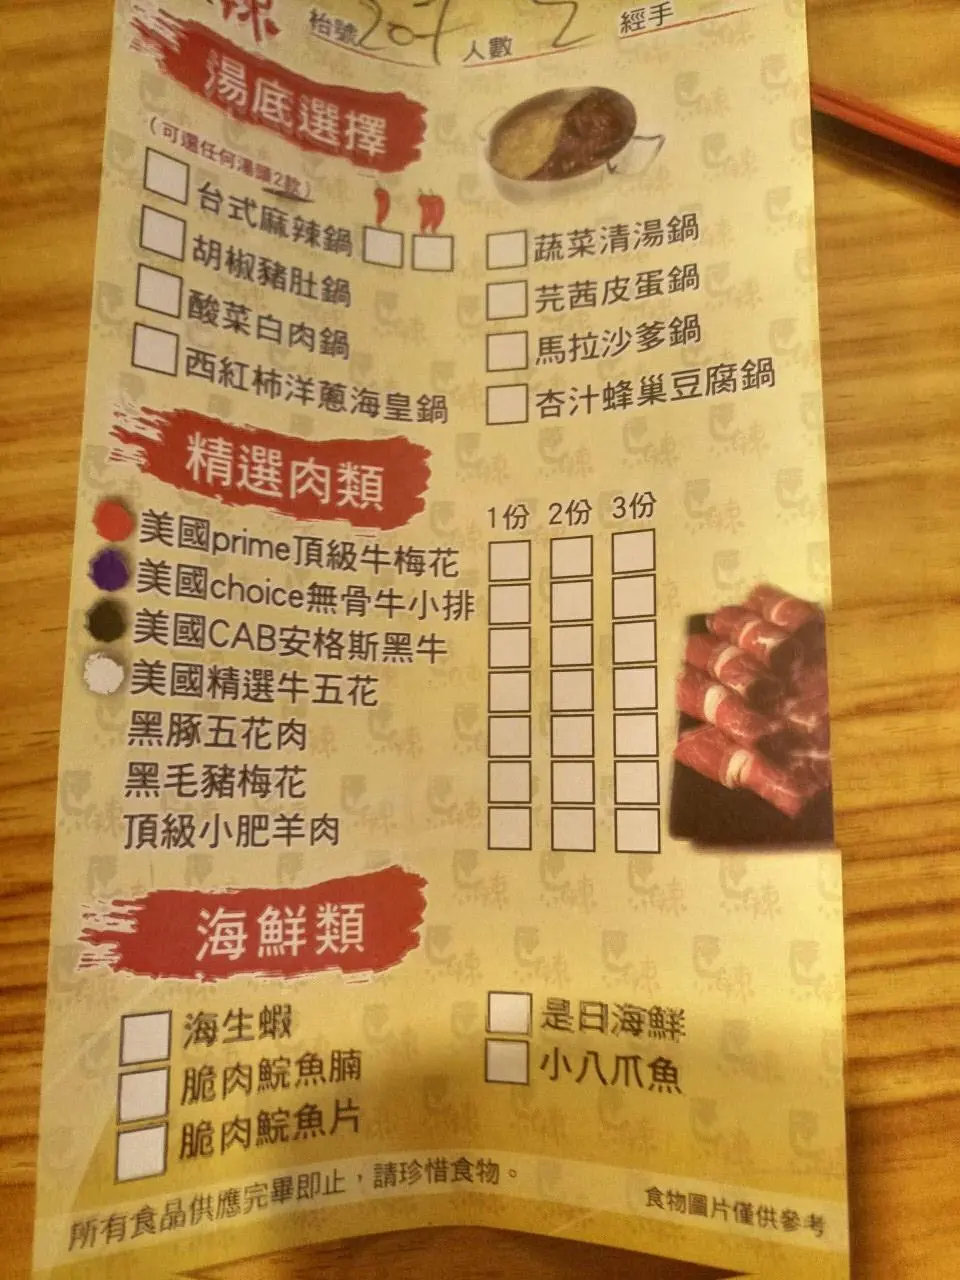 辣
枱號 207 人數 2 經手
湯底選擇
（可選任何湯頭2款）
台式麻辣鍋
胡椒豬肚鍋
酸菜白肉鍋
西紅柿洋蔥海皇鍋
蔬菜清湯鍋
芫茜皮蛋鍋
馬拉沙爹鍋
杏汁蜂巢豆腐鍋
精選肉類
1份 2份 3份
美國prime頂級牛梅花
美國choice無骨牛小排
美國CAB安格斯黑牛
美國精選牛五花
黑豚五花肉
黑毛豬梅花
頂級小肥羊肉
海鮮類
海生蝦
脆肉鯇魚腩
脆肉鯇魚片
是日海鮮
小八爪魚
所有食品供應完畢即止，請珍惜食物。
食物圖片僅供參考